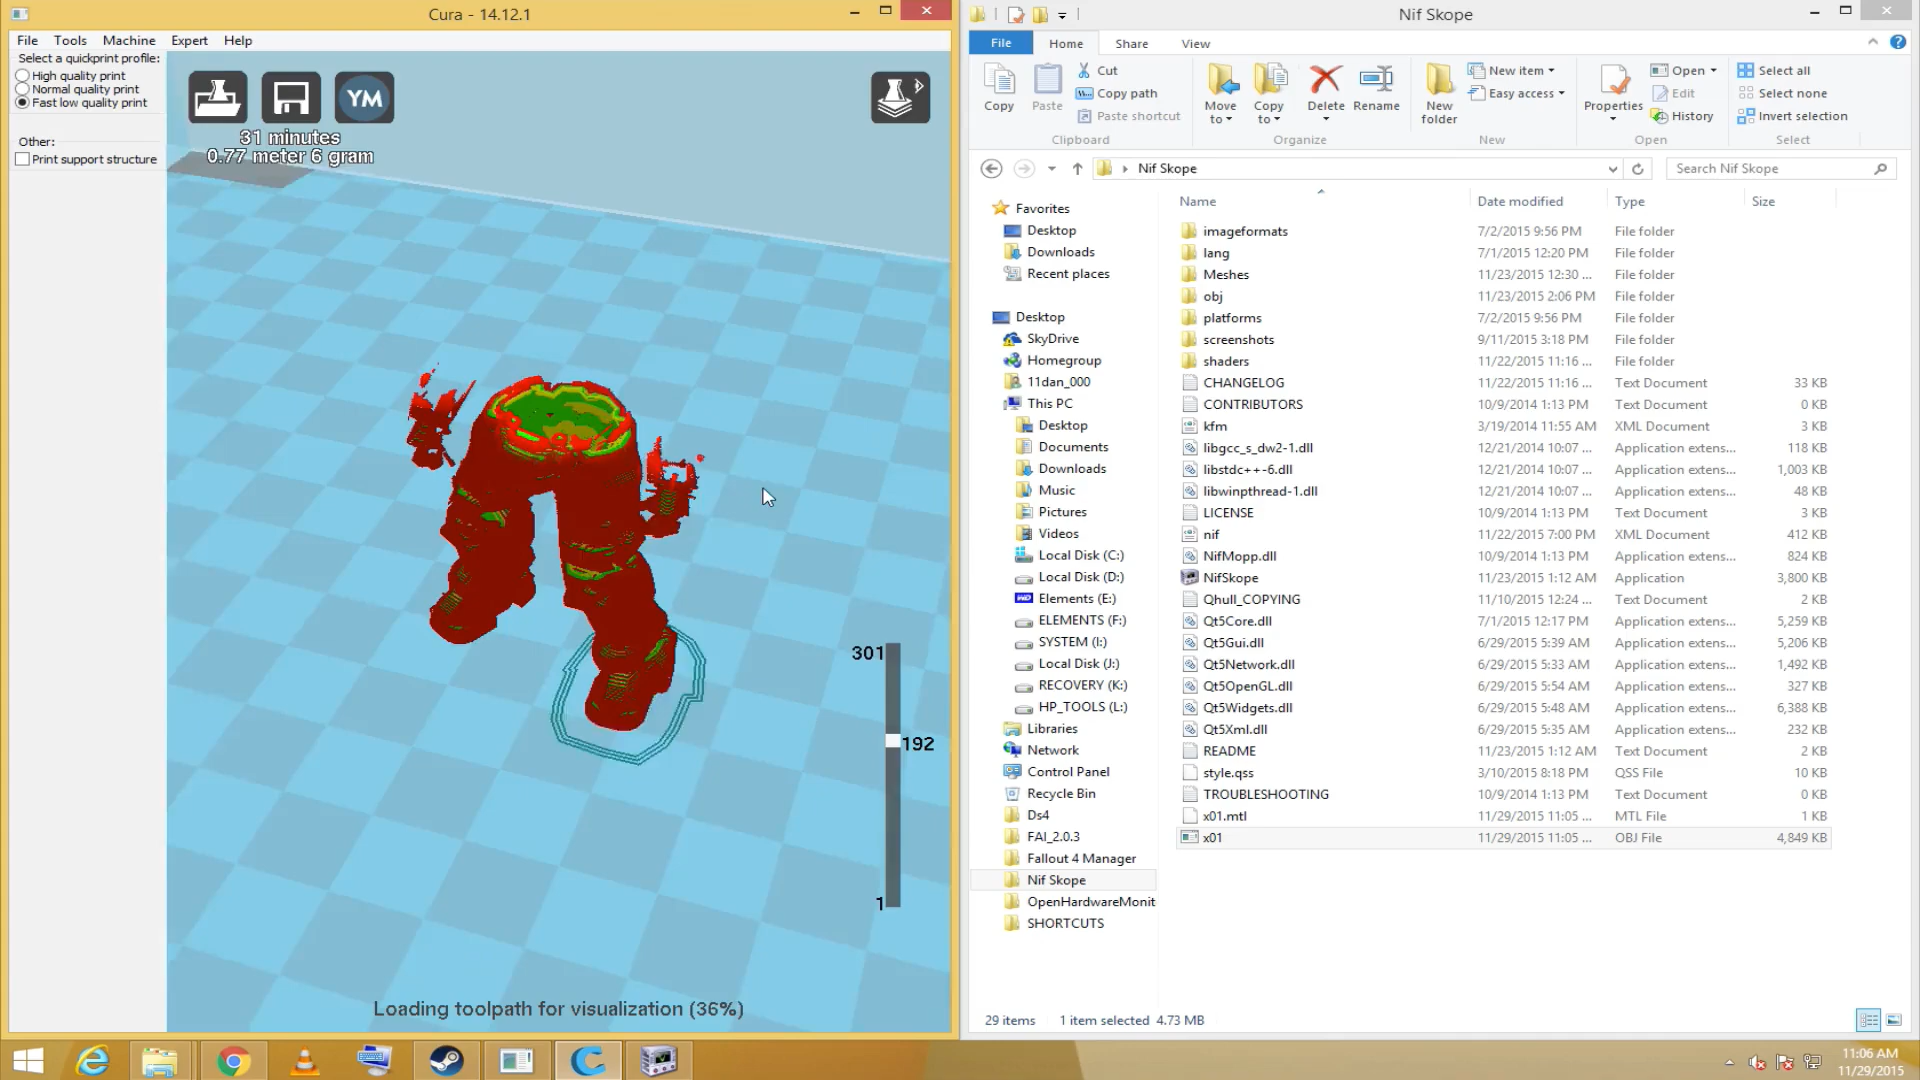 Cura - 14.12.1
File Tools Machine Expert Help
Select a quickprint profile:
High quality print
Normal quality print
Fast low quality print
Other:
Print support structure
YM
31 minutes
0.77 meter 6 gram
301
192
1
Loading toolpath for visualization (36%)
Nif Skope
File Home Share View
Copy
Paste
Cut
Copy path
Paste shortcut
Clipboard
Move to
Copy to
Delete
Rename
Organize
New folder
New item
Easy access
New
Properties
Open
Edit
History
Open
Select all
Select none
Invert selection
Select
Nif Skope
Search Nif Skope
Favorites
Desktop
Downloads
Recent places
Desktop
SkyDrive
Homegroup
11dan_000
This PC
Desktop
Documents
Downloads
Music
Pictures
Videos
Local Disk (C:)
Local Disk (D:)
Elements (E:)
ELEMENTS (F:)
SYSTEM (I:)
Local Disk (J:)
RECOVERY (K:)
HP_TOOLS (L:)
Libraries
Network
Control Panel
Recycle Bin
Ds4
FAI_2.0.3
Fallout 4 Manager
Nif Skope
OpenHardwareMonit
SHORTCUTS
Name Date modified Type Size
imageformats 7/2/2015 9:56 PM File folder
lang 7/1/2015 12:20 PM File folder
Meshes 11/23/2015 12:30 ... File folder
obj 11/23/2015 2:06 PM File folder
platforms 7/2/2015 9:56 PM File folder
screenshots 9/11/2015 3:18 PM File folder
shaders 11/22/2015 11:16 ... File folder
CHANGELOG 11/22/2015 11:16 ... Text Document 33 KB
CONTRIBUTORS 10/9/2014 1:13 PM Text Document 0 KB
kfm 3/19/2014 11:55 AM XML Document 3 KB
libgcc_s_dw2-1.dll 12/21/2014 10:07 ... Application extens... 118 KB
libstdc++-6.dll 12/21/2014 10:07 ... Application extens... 1,003 KB
libwinpthread-1.dll 12/21/2014 10:07 ... Application extens... 48 KB
LICENSE 10/9/2014 1:13 PM Text Document 3 KB
nif 11/22/2015 7:00 PM XML Document 412 KB
NifMopp.dll 10/9/2014 1:13 PM Application extens... 824 KB
NifSkope 11/23/2015 1:12 AM Application 3,800 KB
Qhull_COPYING 11/10/2015 12:24 ... Text Document 2 KB
Qt5Core.dll 7/1/2015 12:17 PM Application extens... 5,259 KB
Qt5Gui.dll 6/29/2015 5:39 AM Application extens... 5,206 KB
Qt5Network.dll 6/29/2015 5:33 AM Application extens... 1,492 KB
Qt5OpenGL.dll 6/29/2015 5:54 AM Application extens... 327 KB
Qt5Widgets.dll 6/29/2015 5:48 AM Application extens... 6,388 KB
Qt5Xml.dll 6/29/2015 5:35 AM Application extens... 232 KB
README 11/23/2015 1:12 AM Text Document 2 KB
style.qss 3/10/2015 8:18 PM QSS File 10 KB
TROUBLESHOOTING 10/9/2014 1:13 PM Text Document 0 KB
x01.mtl 11/29/2015 11:05 ... MTL File 1 KB
x01 11/29/2015 11:05 ... OBJ File 4,849 KB
29 items 1 item selected 4.73 MB
11:06 AM
11/29/2015